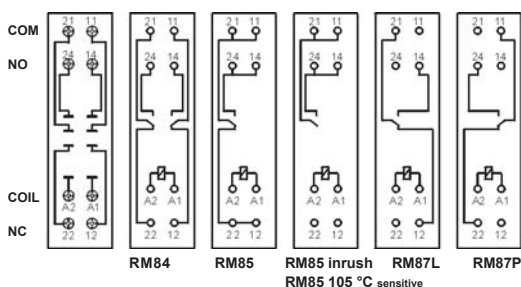 COM 21 11 21 11 21 11 21 11 21 11 21 11
NO 24 14 24 14 24 14 24 14 24 14 24 14
COIL A2 A1 A2 A1 A2 A1 A2 A1 A2 A1 A2 A1
NC 22 12 22 12 22 12 22 12 22 12 22 12
RM84 RM85 RM85 inrush RM87L RM87P
RM85 105 °C sensitive